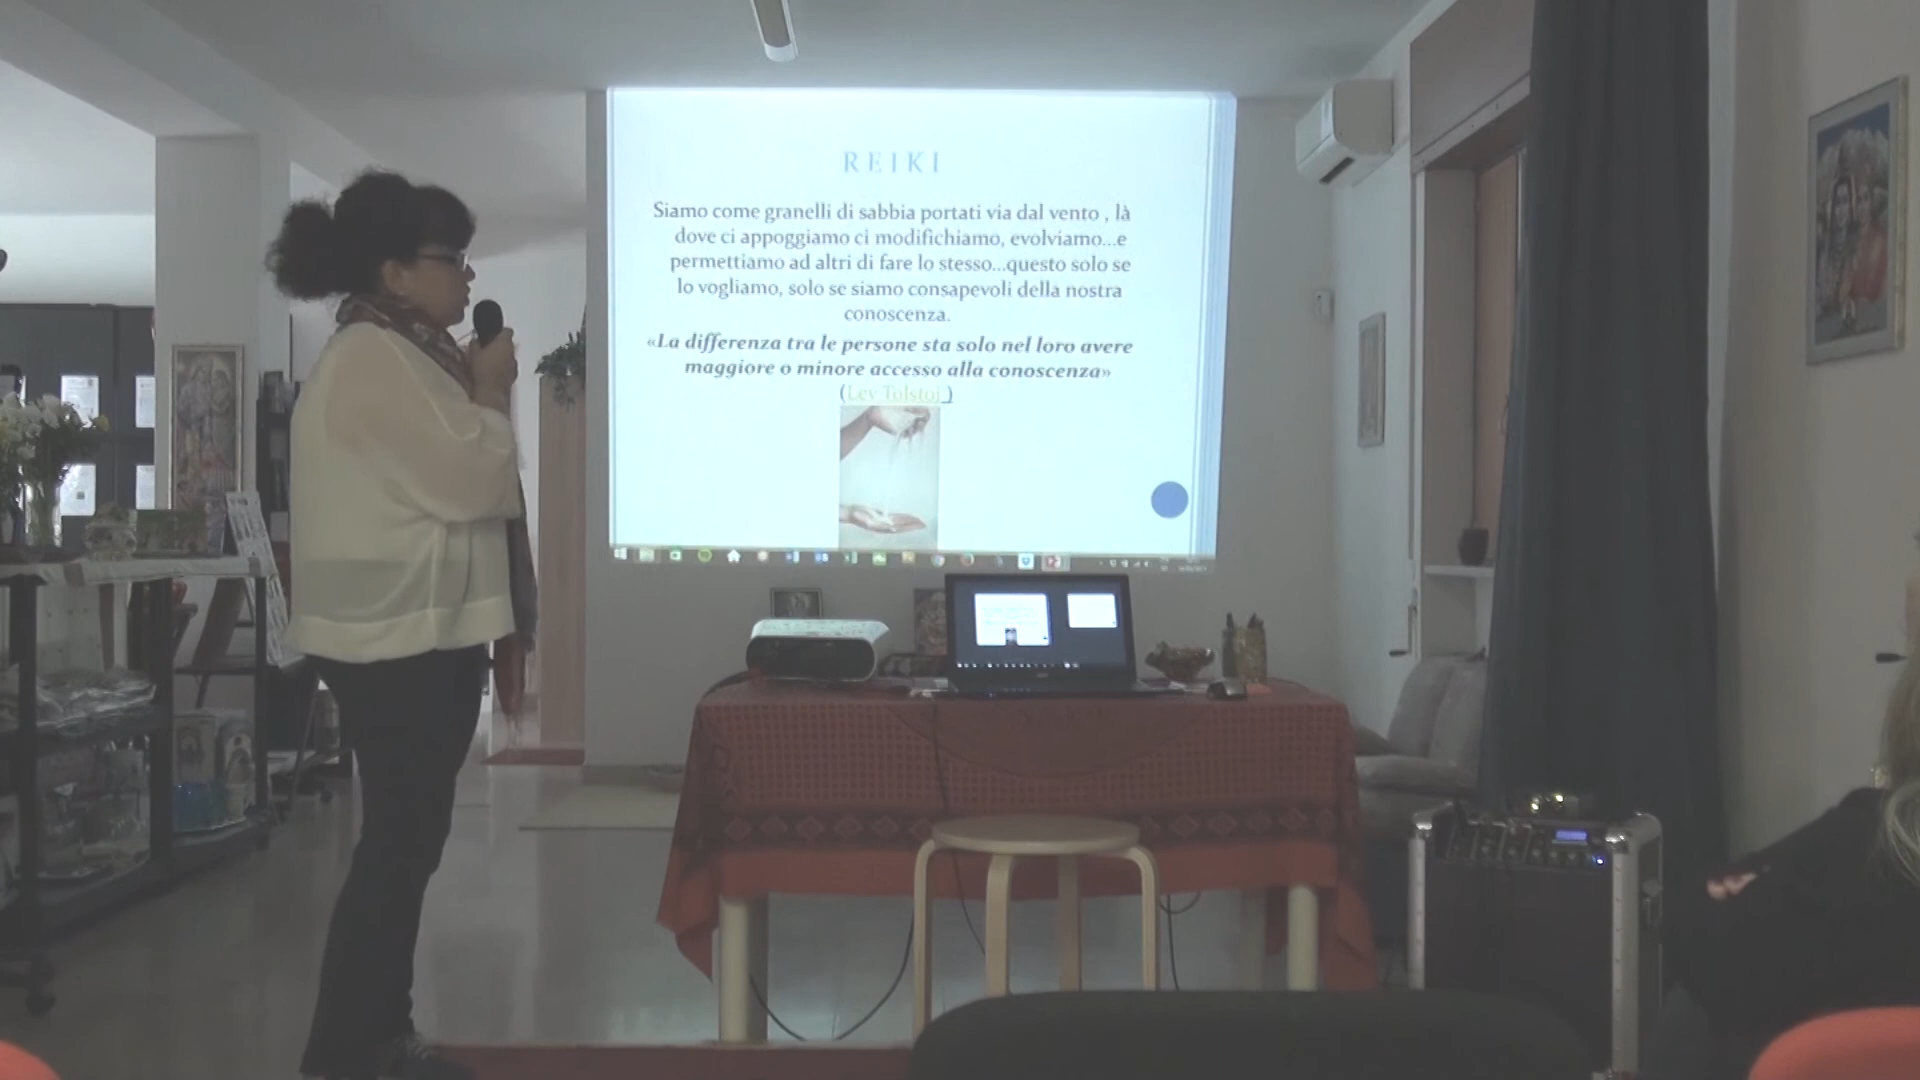 REIKI
Siamo come granelli di sabbia portati via dal vento , là
dove ci appoggiamo ci modifichiamo, evolviamo...e
permettiamo ad altri di fare lo stesso...questo solo se
lo vogliamo, solo se siamo consapevoli della nostra
conoscenza.
«La differenza tra le persone sta solo nel loro avere
maggiore o minore accesso alla conoscenza»
(Lev Tolstoj )